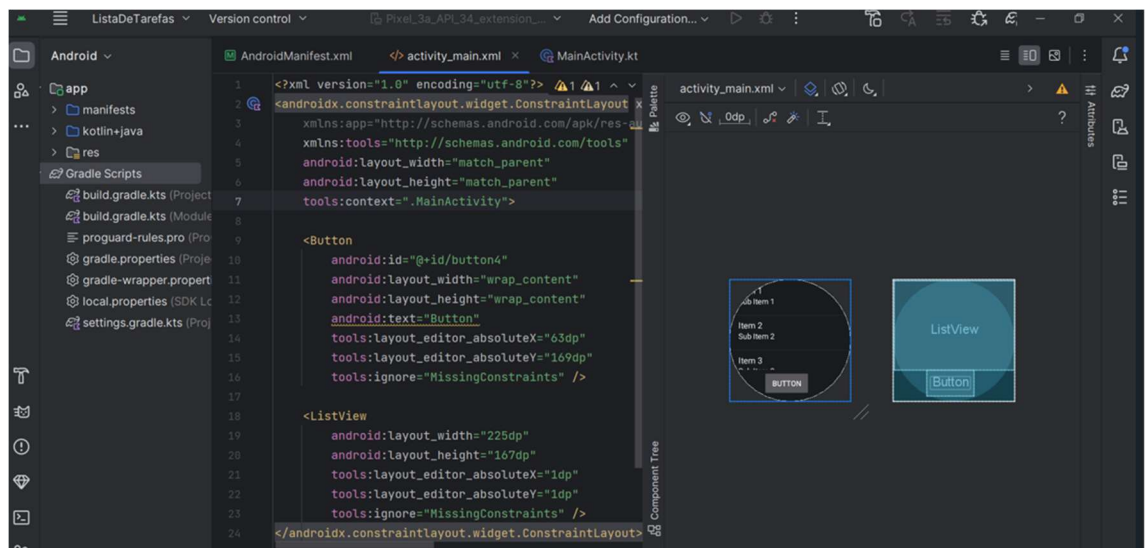 ListaDeTarefas Version control Pixel_3a_API_34_extension_... Add Configuration...
Android
AndroidManifest.xml activity_main.xml MainActivity.kt
app
manifests
kotlin+java
res
Gradle Scripts
build.gradle.kts (Project
build.gradle.kts (Module
proguard-rules.pro (Pro
gradle.properties (Proje
gradle-wrapper.properti
local.properties (SDK Lo
settings.gradle.kts (Proj
1 <?xml version="1.0" encoding="utf-8"?> 1 1
2 <androidx.constraintlayout.widget.ConstraintLayout x
3 xmlns:app="http://schemas.android.com/apk/res-au
4 xmlns:tools="http://schemas.android.com/tools"
5 android:layout_width="match_parent"
6 android:layout_height="match_parent"
7 tools:context=".MainActivity">
8
9 <Button
10 android:id="@+id/button4"
11 android:layout_width="wrap_content"
12 android:layout_height="wrap_content"
13 android:text="Button"
14 tools:layout_editor_absoluteX="63dp"
15 tools:layout_editor_absoluteY="169dp"
16 tools:ignore="MissingConstraints" />
17
18 <ListView
19 android:layout_width="225dp"
20 android:layout_height="167dp"
21 tools:layout_editor_absoluteX="1dp"
22 tools:layout_editor_absoluteY="1dp"
23 tools:ignore="MissingConstraints" />
24 </androidx.constraintlayout.widget.ConstraintLayout>
Palette
Component Tree
activity_main.xml
0dp
?
Attributes
Item 2
Sub Item 2
Item 3
BUTTON
ListView
Button